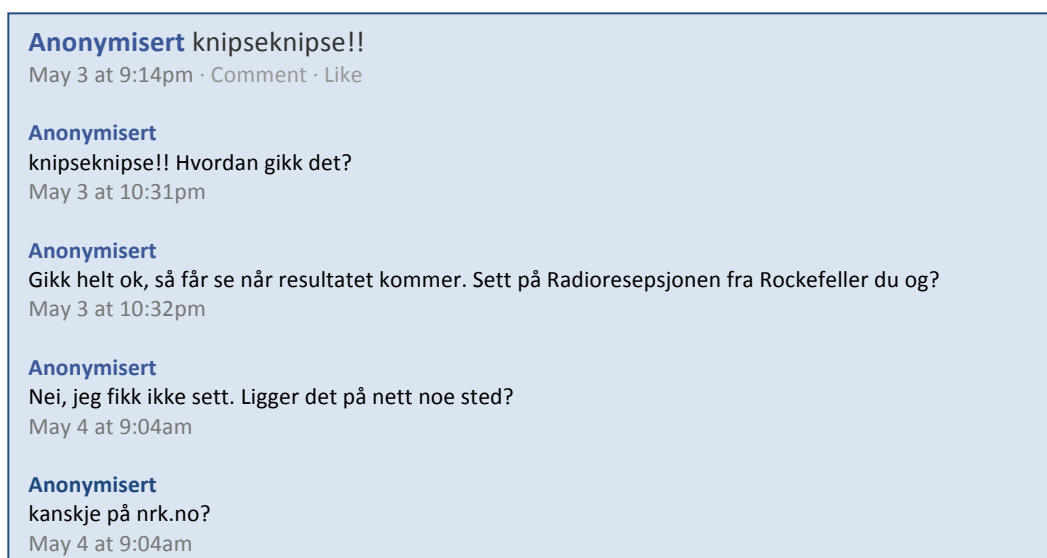 Anonymisert knipseknipse!!
May 3 at 9:14pm · Comment · Like
Anonymisert
knipseknipse!! Hvordan gikk det?
May 3 at 10:31pm
Anonymisert
Gikk helt ok, så får se når resultatet kommer. Sett på Radioresepsjonen fra Rockefeller du og?
May 3 at 10:32pm
Anonymisert
Nei, jeg fikk ikke sett. Ligger det på nett noe sted?
May 4 at 9:04am
Anonymisert
kanskje på nrk.no?
May 4 at 9:04am